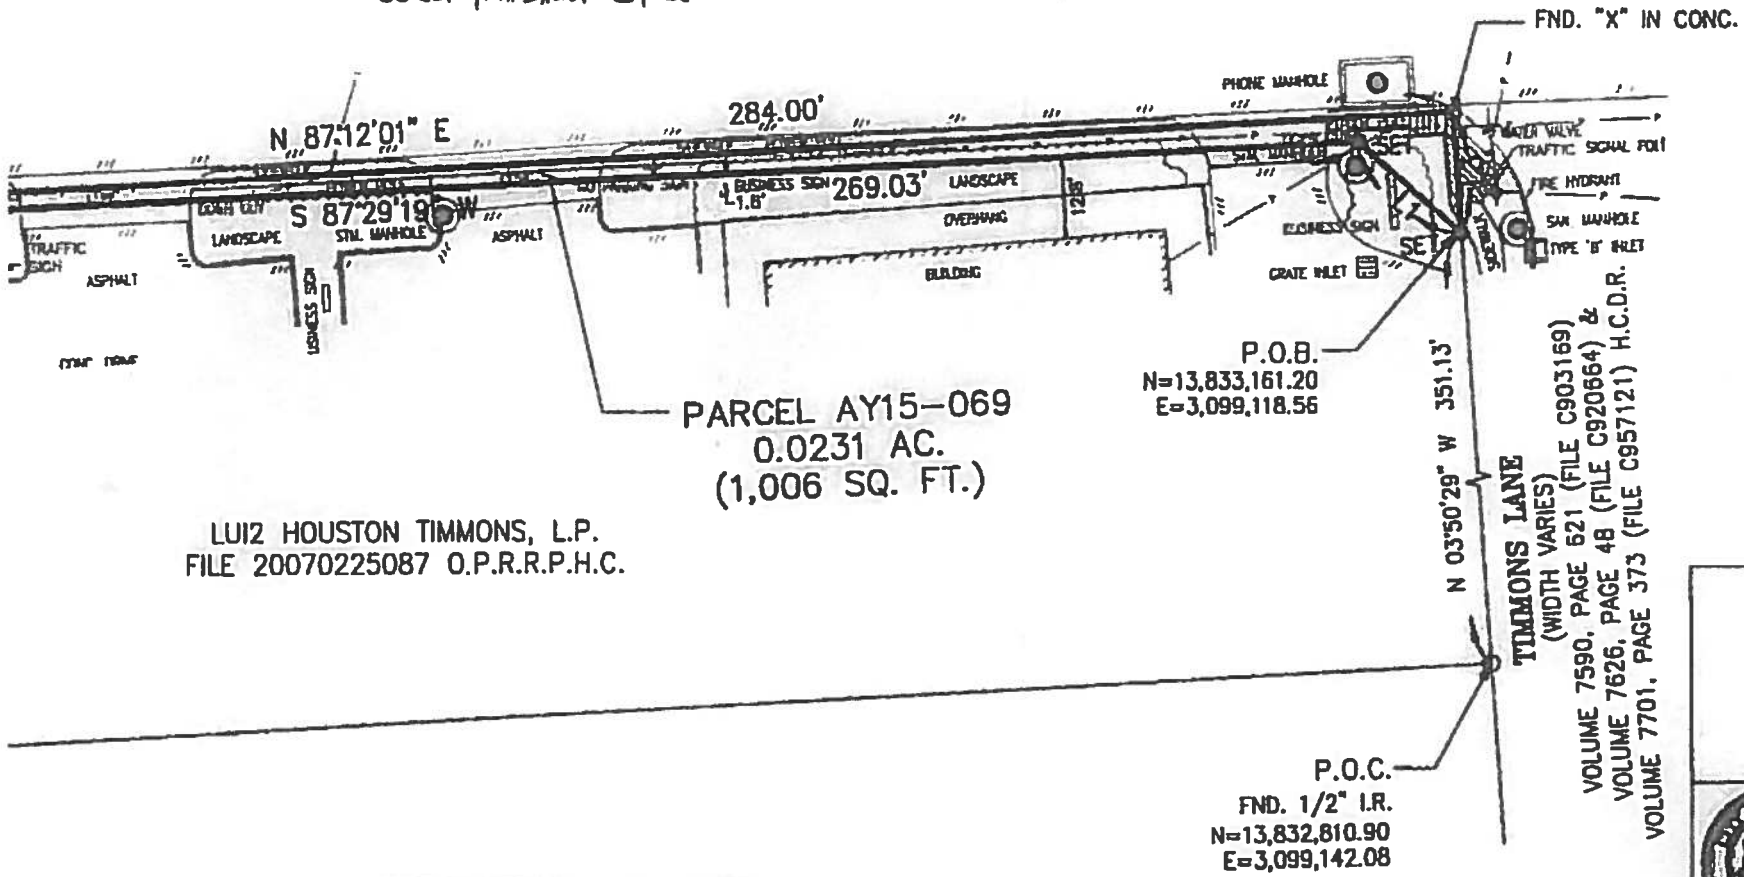 FND. "X" IN CONC.
PHONE MANHOLE
284.00'
N 87°12'01" E
WATER VALVE
TRAFFIC SIGNAL POLE
FIRE HYDRANT
SAN. MANHOLE
TYPE 'B' INLET
SET
STM. MANHOLE
BUSINESS SIGN
269.03'
LANDSCAPE
1.8'
S 87°29'19" W
LANDSCAPE
STM. MANHOLE
ASPHALT
OVERHANG
BUSINESS SIGN
SET
TRAFFIC
SIGN
ASPHALT
BUILDING
GRATE INLET
P.O.B.
N=13,833,161.20
E=3,099,118.56
PARCEL AY15-069
0.0231 AC.
(1,006 SQ. FT.)
LUI2 HOUSTON TIMMONS, L.P.
FILE 20070225087 O.P.R.R.P.H.C.
N 03°50'29" W 351.13'
TIMMONS LANE
(WIDTH VARIES)
VOLUME 7590, PAGE 621 (FILE C903169)
VOLUME 7626, PAGE 48 (FILE C920664) &
VOLUME 7701, PAGE 373 (FILE C957121) H.C.D.R.
P.O.C.
FND. 1/2" I.R.
N=13,832,810.90
E=3,099,142.08